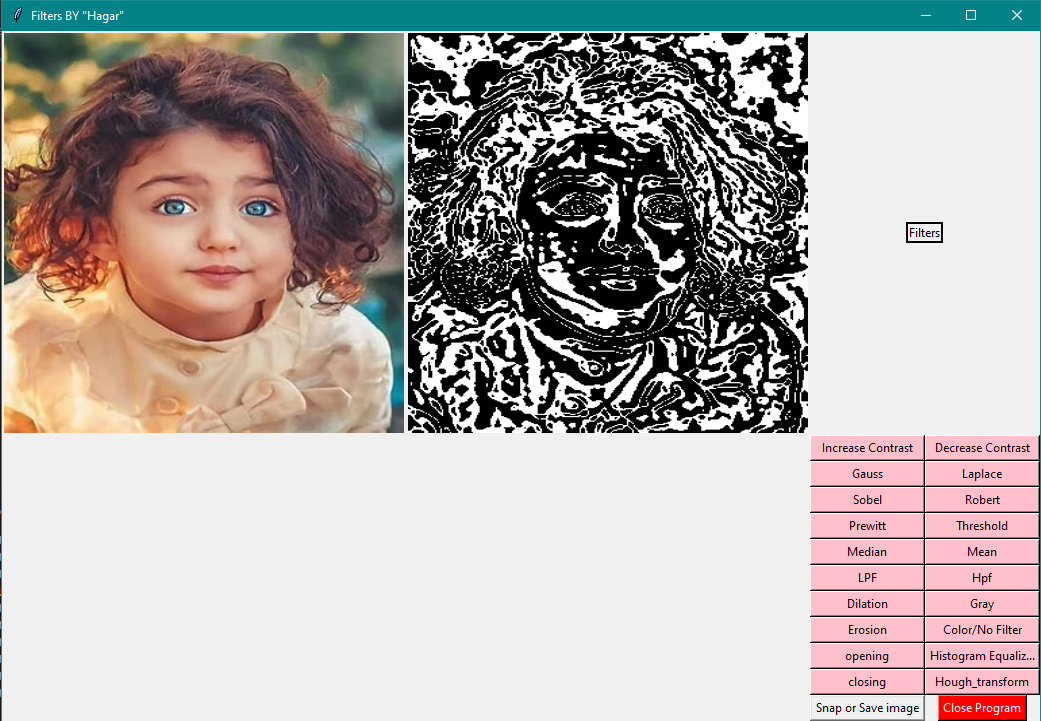 Filters BY "Hagar"
Filters
Increase Contrast Decrease Contrast
Gauss Laplace
Sobel Robert
Prewitt Threshold
Median Mean
LPF Hpf
Dilation Gray
Erosion Color/No Filter
opening Histogram Equaliz...
closing Hough_transform
Snap or Save image Close Program